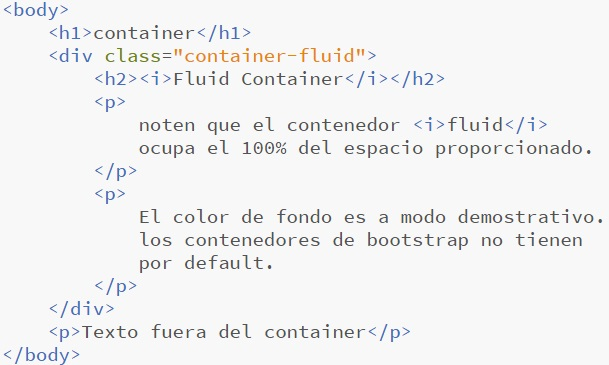 <body>
<h1>container</h1>
<div class="container-fluid">
<h2><i>Fluid Container</i></h2>
<p>
noten que el contenedor <i>fluid</i>
ocupa el 100% del espacio proporcionado.
</p>
<p>
El color de fondo es a modo demostrativo.
los contenedores de bootstrap no tienen
por default.
</p>
</div>
<p>Texto fuera del container</p>
</body>